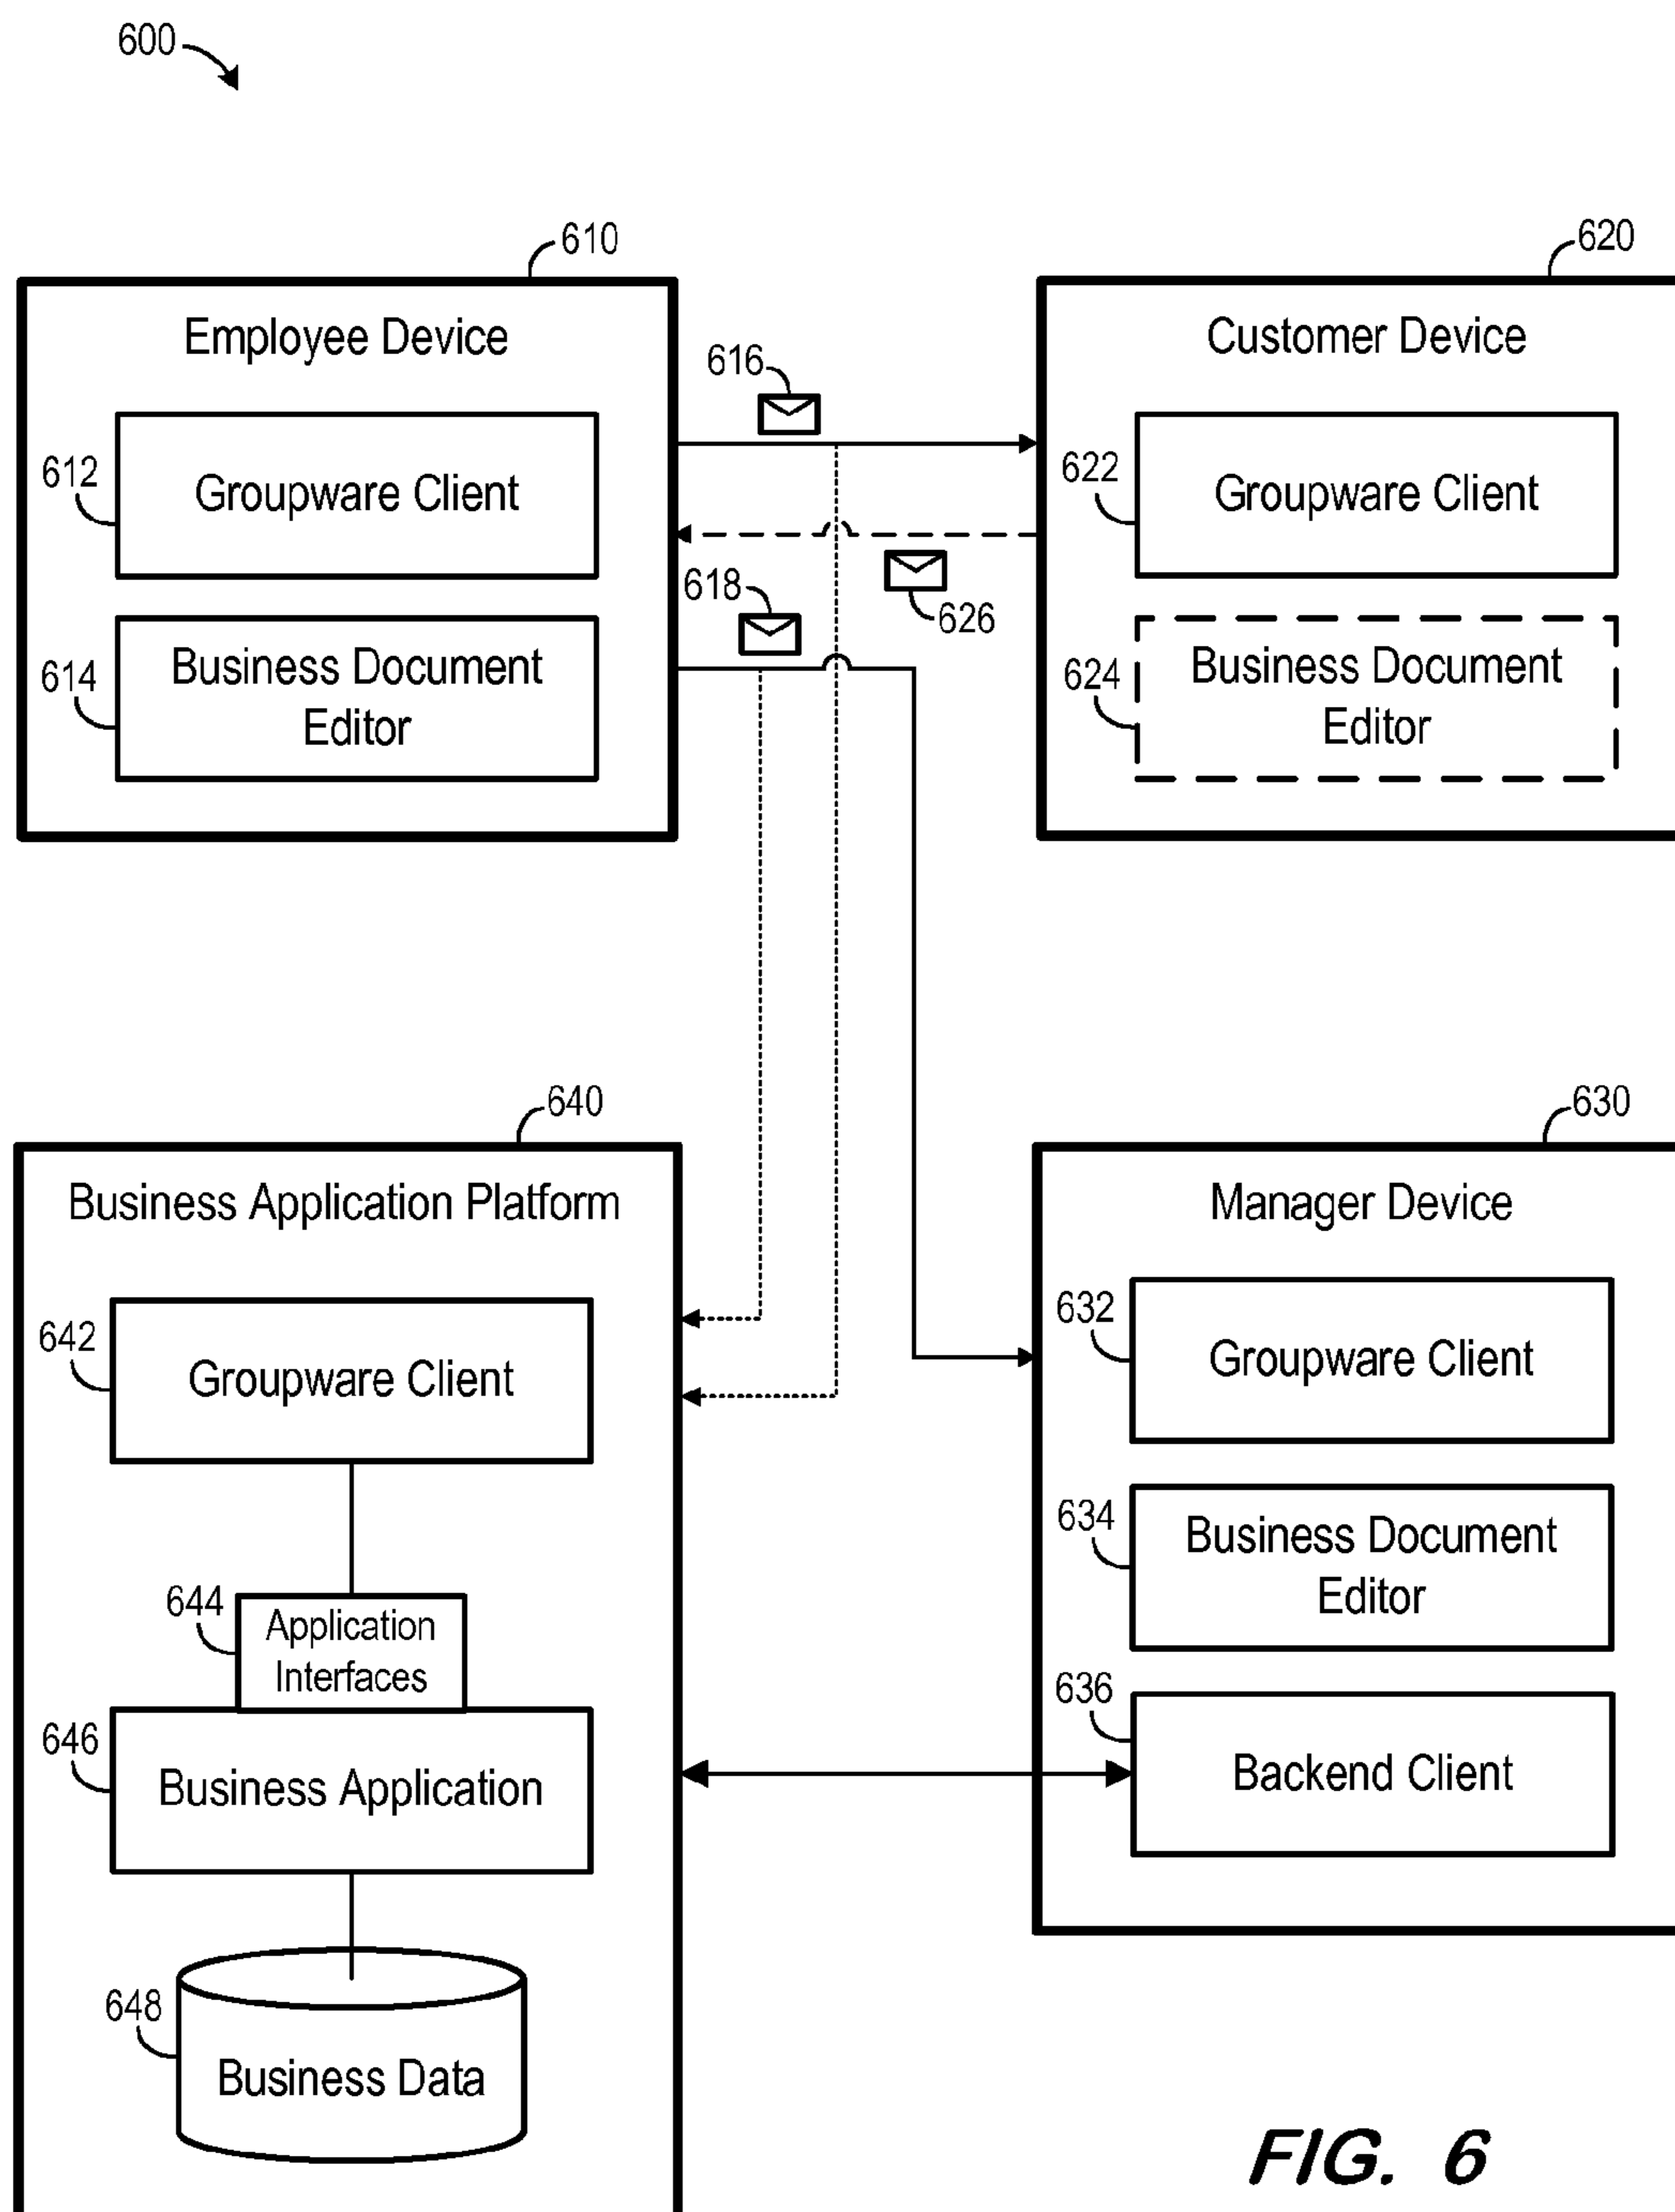 600
610
620
Employee Device
Customer Device
616
612
Groupware Client
622
Groupware Client
618
626
614
Business Document
Editor
624
Business Document
Editor
640
630
Business Application Platform
Manager Device
642
Groupware Client
632
Groupware Client
634
Business Document
Editor
644
Application
Interfaces
636
Backend Client
646
Business Application
648
Business Data
FIG. 6